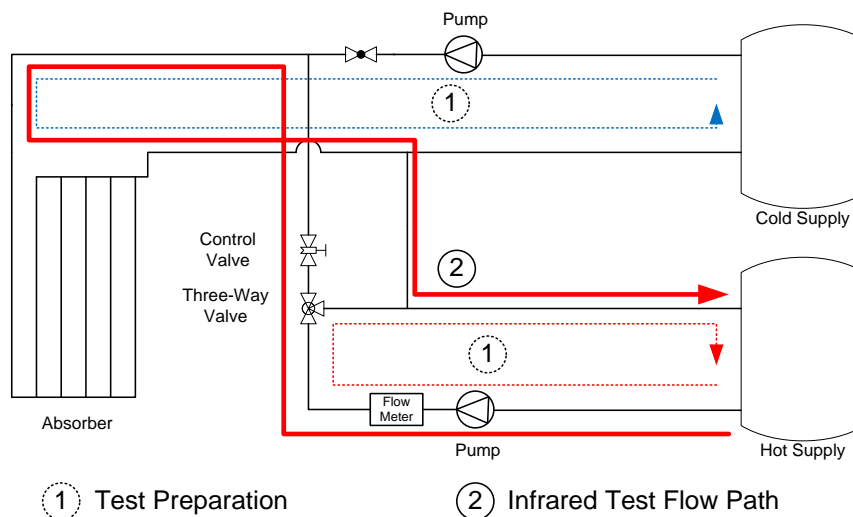 Pump
1
Cold Supply
Control
Valve
2
Three-Way
Valve
1
Flow
Meter
Absorber
Pump
Hot Supply
1 Test Preparation
2 Infrared Test Flow Path